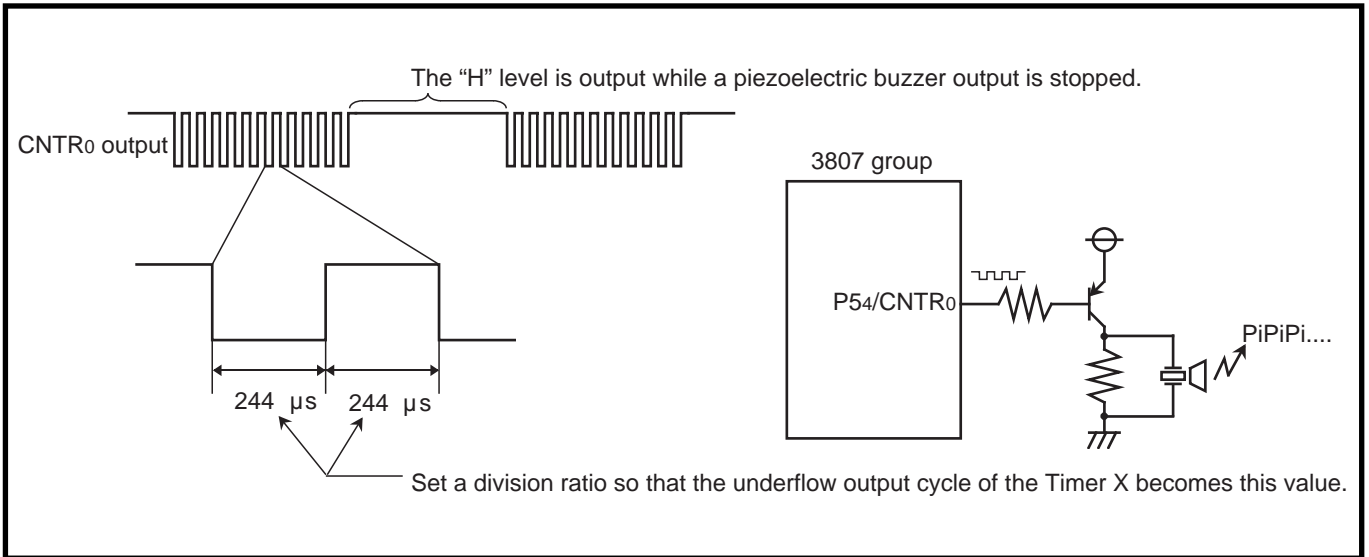 The “H” level is output while a piezoelectric buzzer output is stopped.
CNTR0 output
3807 group
P54/CNTR0
PiPiPi....
244 µs 244 µs
Set a division ratio so that the underflow output cycle of the Timer X becomes this value.